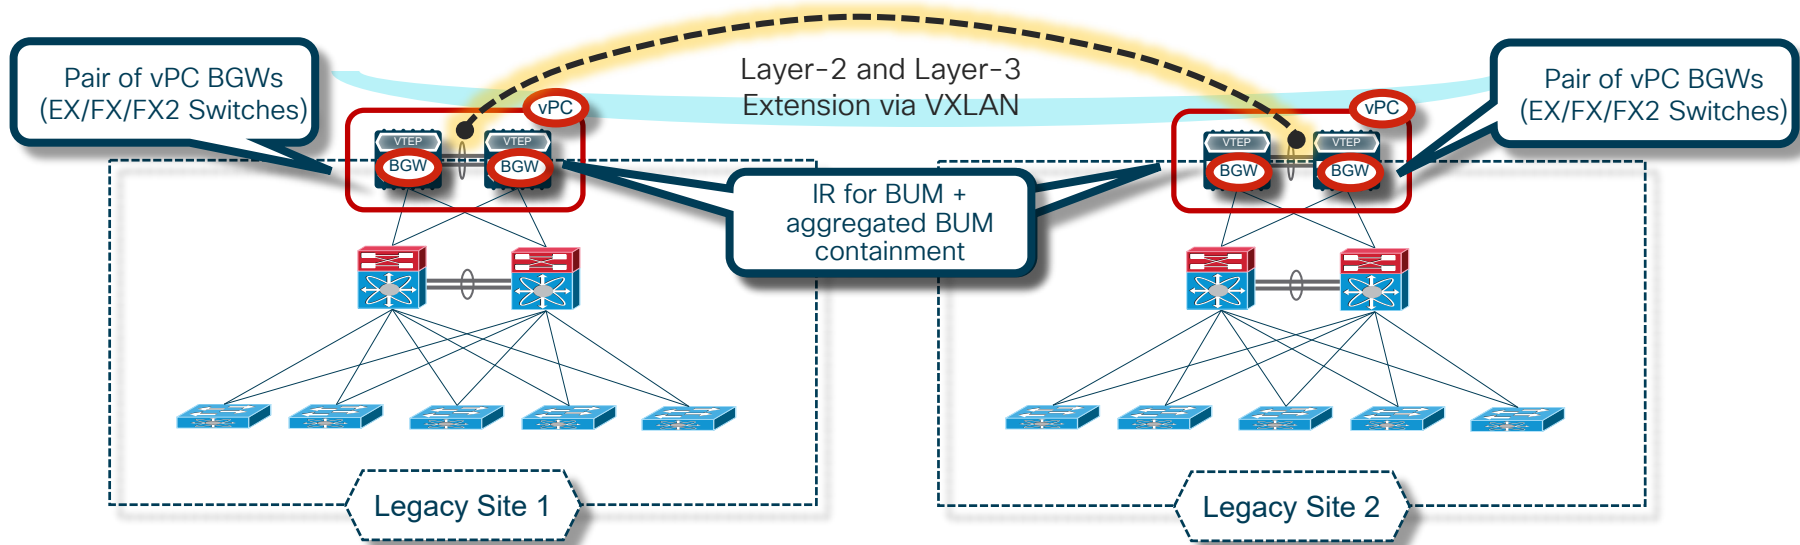 Pair of vPC BGWs
(EX/FX/FX2 Switches)
Layer-2 and Layer-3
Extension via VXLAN
Pair of vPC BGWs
(EX/FX/FX2 Switches)
vPC
vPC
VTEP
VTEP
BGW
BGW
VTEP
VTEP
BGW
BGW
IR for BUM +
aggregated BUM
containment
Legacy Site 1
Legacy Site 2